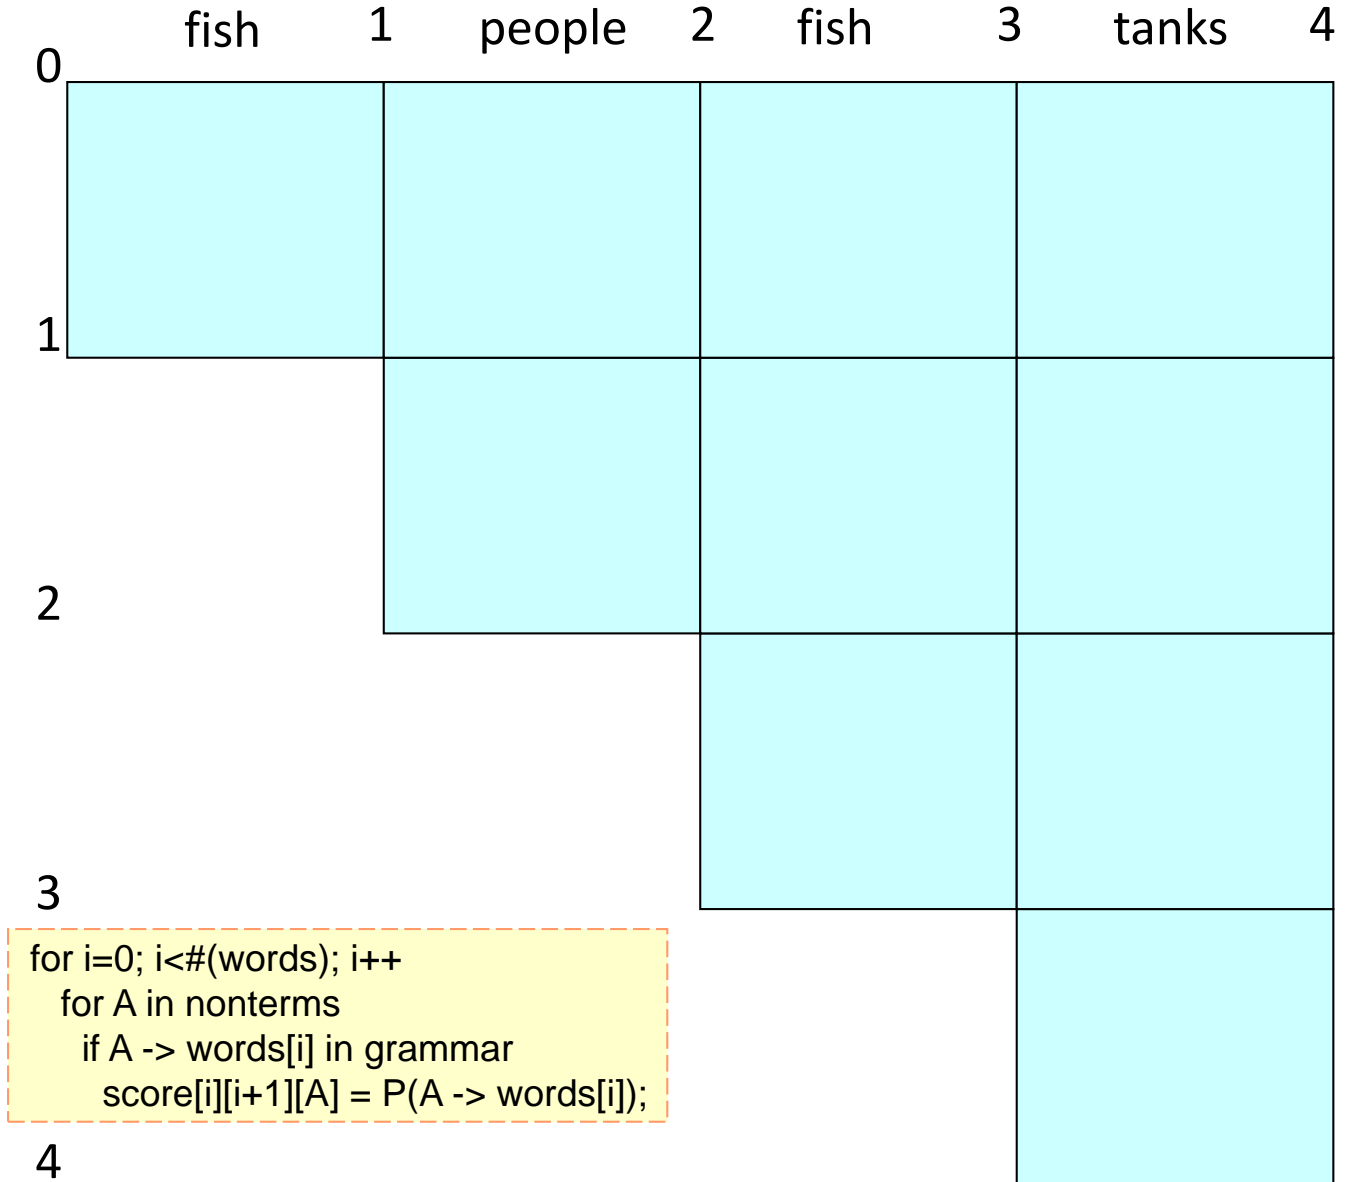 fish 1 people 2 fish 3 tanks 4
0
1
2
3
for i=0; i<#(words); i++
for A in nonterms
if A -> words[i] in grammar
score[i][i+1][A] = P(A -> words[i]);
4